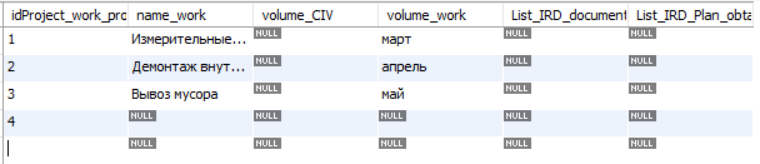 idProject_work_pro name_work volume_CIV volume_work List_IRD_document List_IRD_Plan_obta
1 Измерительные... NULL март NULL NULL
2 Демонтаж внут... NULL апрель NULL NULL
3 Вывоз мусора NULL май NULL NULL
4 NULL NULL NULL NULL NULL
NULL NULL NULL NULL NULL